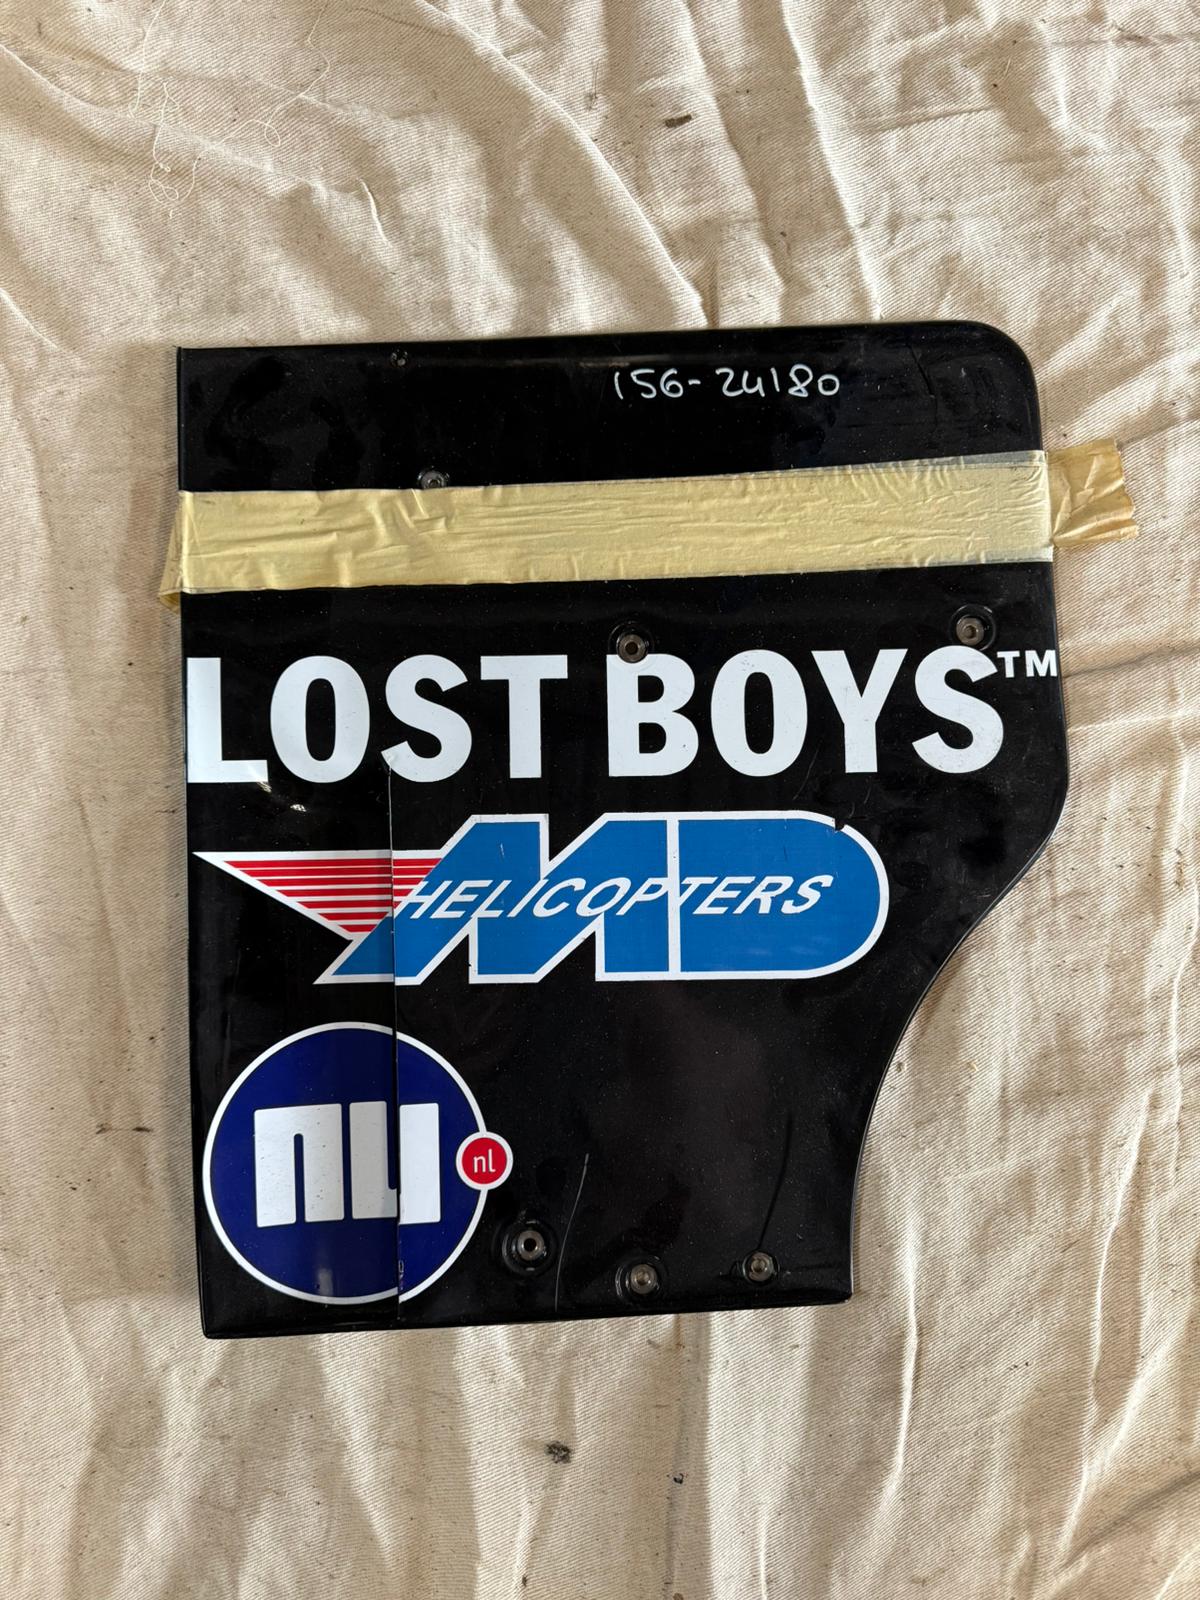 156-24180
LOST BOYS™
MD
HELICOPTERS
nu
nl